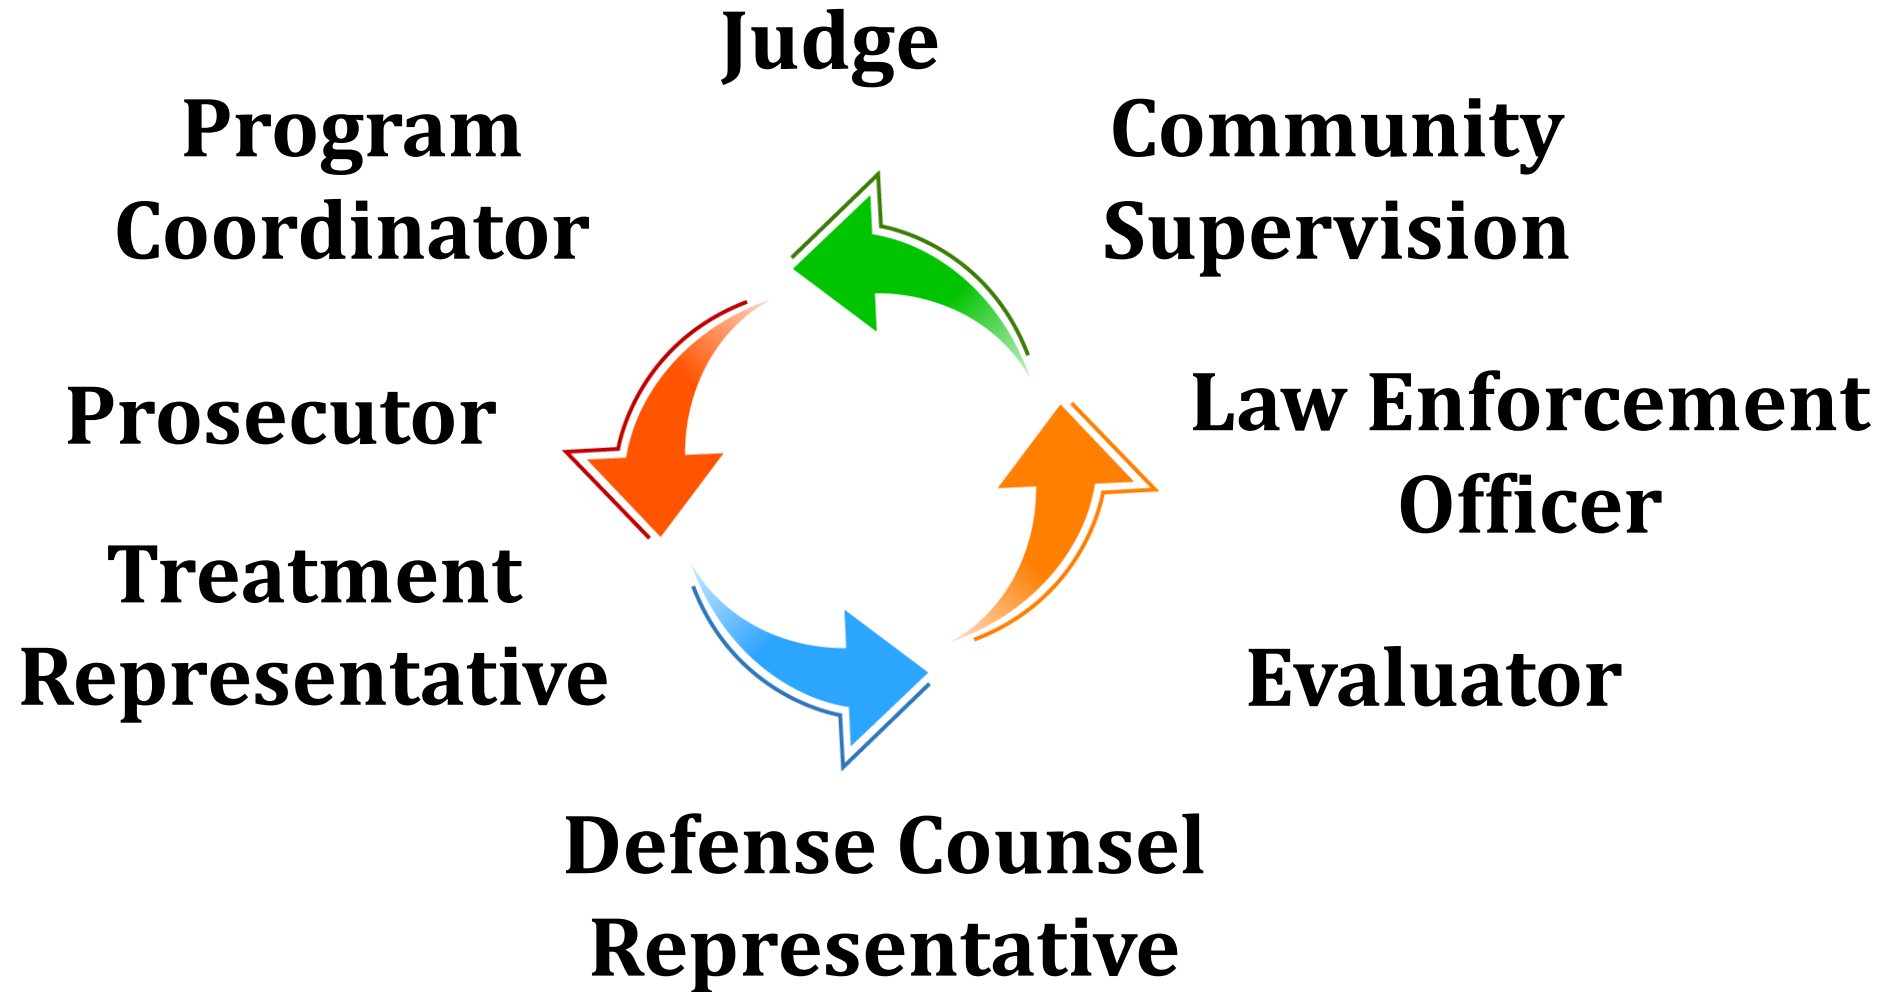 Judge
Program
Coordinator
Community
Supervision
Prosecutor
Law Enforcement
Officer
Treatment
Representative
Evaluator
Defense Counsel
Representative